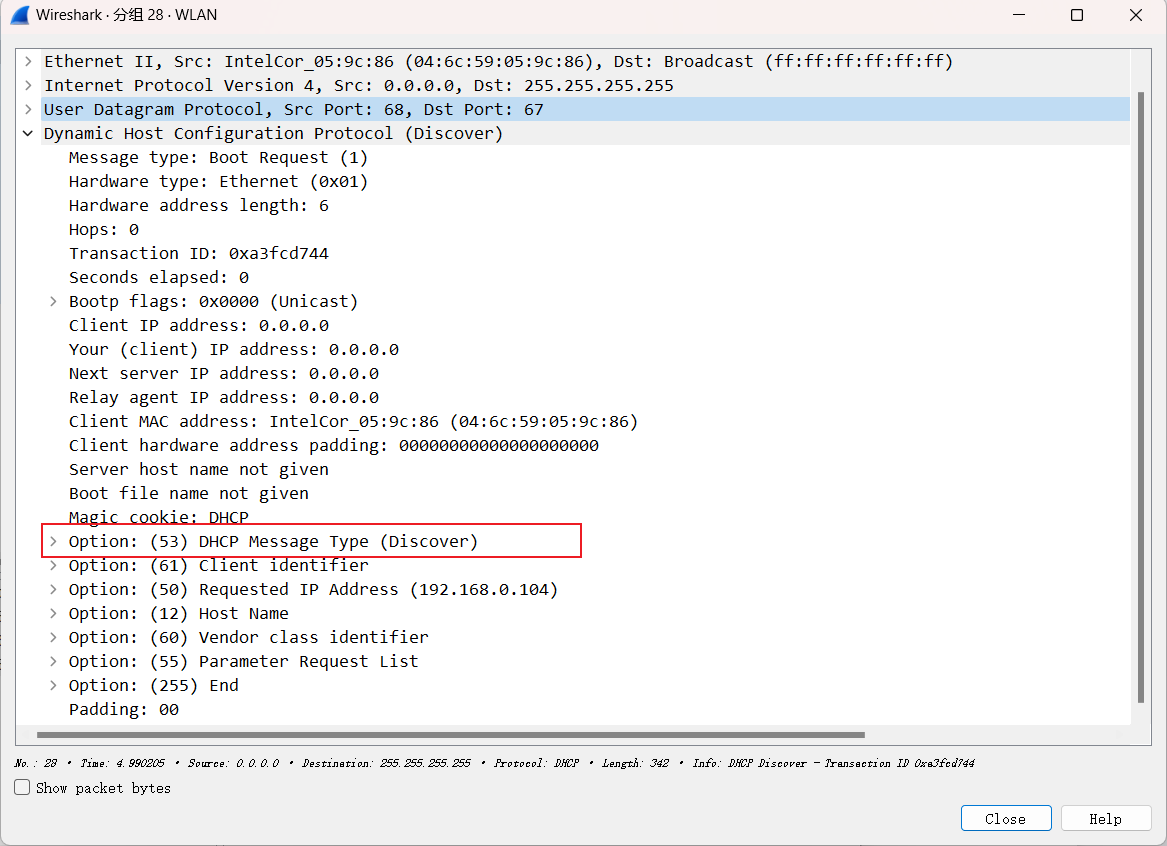 Wireshark · 分组 28 · WLAN
Ethernet II, Src: IntelCor_05:9c:86 (04:6c:59:05:9c:86), Dst: Broadcast (ff:ff:ff:ff:ff:ff)
Internet Protocol Version 4, Src: 0.0.0.0, Dst: 255.255.255.255
User Datagram Protocol, Src Port: 68, Dst Port: 67
Dynamic Host Configuration Protocol (Discover)
Message type: Boot Request (1)
Hardware type: Ethernet (0x01)
Hardware address length: 6
Hops: 0
Transaction ID: 0xa3fcd744
Seconds elapsed: 0
Bootp flags: 0x0000 (Unicast)
Client IP address: 0.0.0.0
Your (client) IP address: 0.0.0.0
Next server IP address: 0.0.0.0
Relay agent IP address: 0.0.0.0
Client MAC address: IntelCor_05:9c:86 (04:6c:59:05:9c:86)
Client hardware address padding: 00000000000000000000
Server host name not given
Boot file name not given
Magic cookie: DHCP
Option: (53) DHCP Message Type (Discover)
Option: (61) Client identifier
Option: (50) Requested IP Address (192.168.0.104)
Option: (12) Host Name
Option: (60) Vendor class identifier
Option: (55) Parameter Request List
Option: (255) End
Padding: 00
No.: 28 · Time: 4.990205 · Source: 0.0.0.0 · Destination: 255.255.255.255 · Protocol: DHCP · Length: 342 · Info: DHCP Discover - Transaction ID 0xa3fcd744
Show packet bytes
Close Help